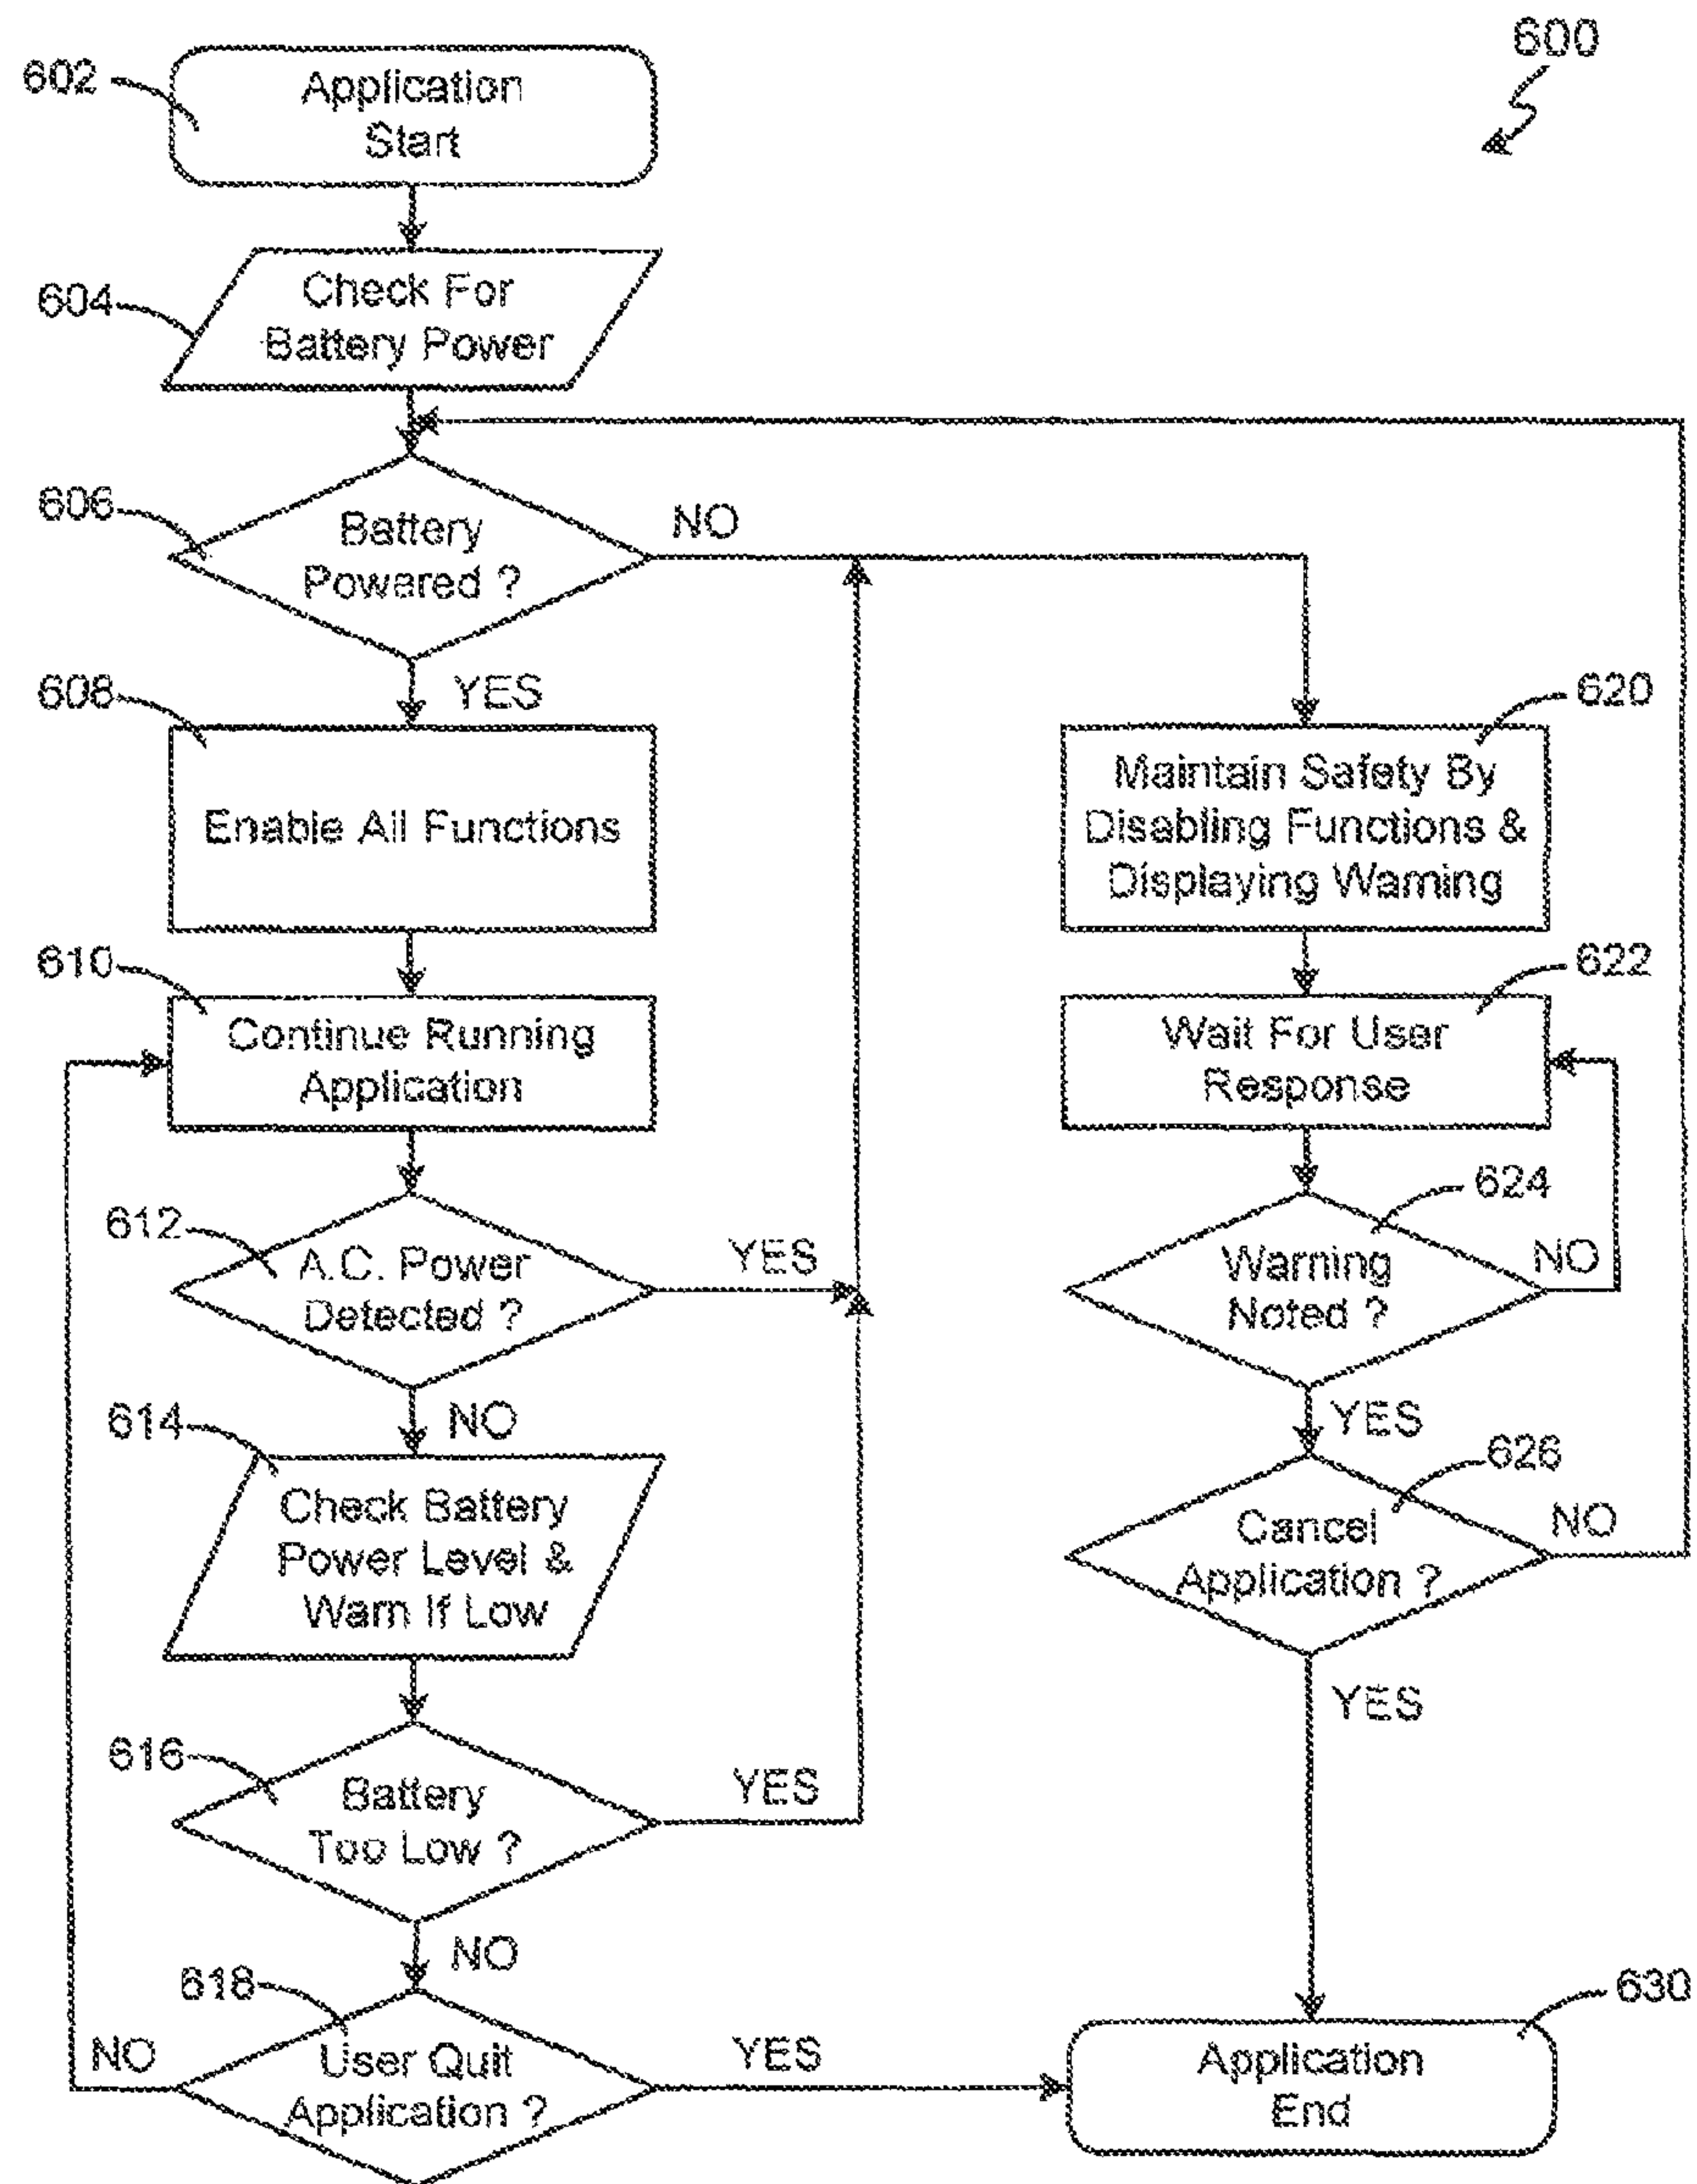 600
602
Application
Start
604
Check For
Battery Power
606
Battery
Powared ?
NO
YES
608
Enable All Functions
610
Continue Running
Application
612
A.C. Power
Detected ?
YES
NO
614
Check Battery
Power Level &
Warn If Low
616
Battery
Too Low ?
YES
NO
618
User Quit
Application ?
NO
YES
620
Maintain Safety By
Disabling Functions &
Displaying Warning
622
Wait For User
Response
624
Warning
Noted ?
NO
YES
626
Cancel
Application ?
NO
YES
630
Application
End